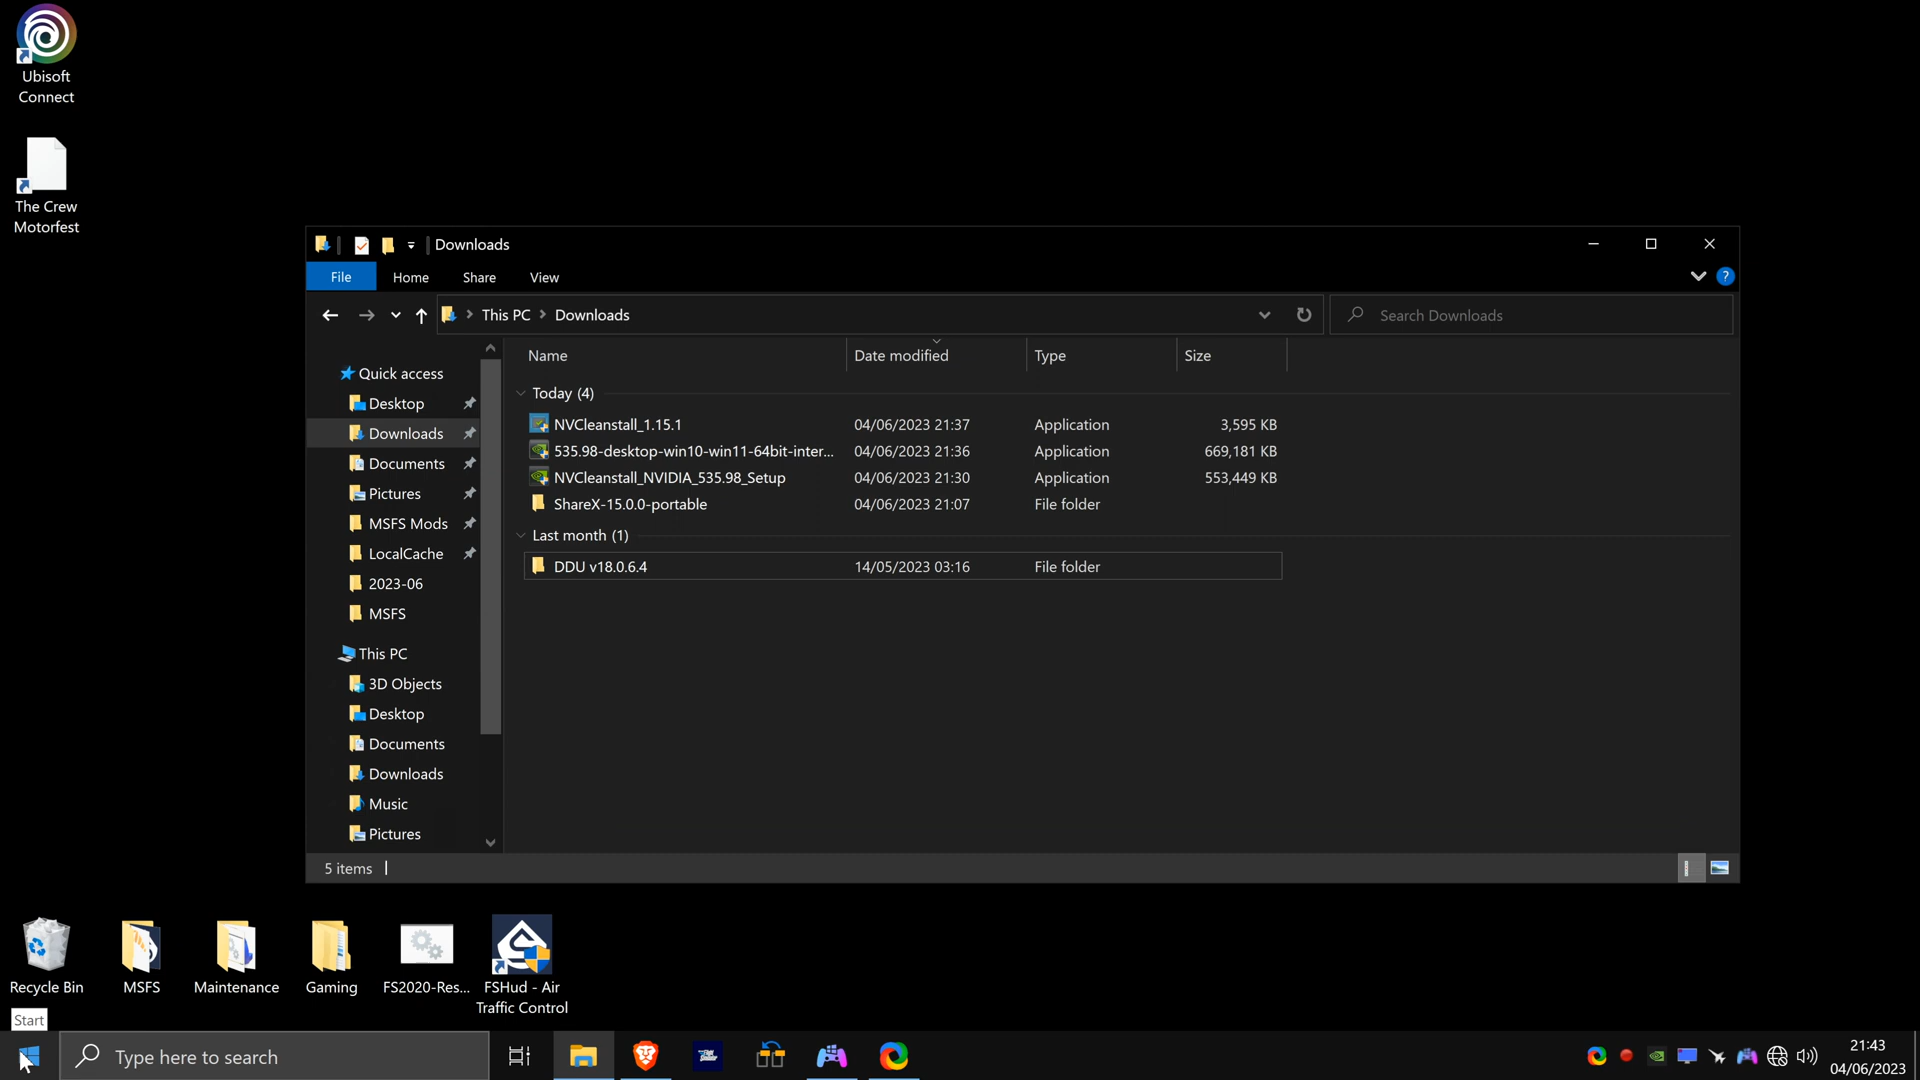 Ubisoft
Connect
The Crew
Motorfest
Downloads
File Home Share View
This PC Downloads
Search Downloads
Name Date modified Type Size
Quick access
Desktop
Downloads
Documents
Pictures
MSFS Mods
LocalCache
2023-06
MSFS
This PC
3D Objects
Desktop
Documents
Downloads
Music
Pictures
Today (4)
NVCleanstall_1.15.1 04/06/2023 21:37 Application 3,595 KB
535.98-desktop-win10-win11-64bit-inter... 04/06/2023 21:36 Application 669,181 KB
NVCleanstall_NVIDIA_535.98_Setup 04/06/2023 21:30 Application 553,449 KB
ShareX-15.0.0-portable 04/06/2023 21:07 File folder
Last month (1)
DDU v18.0.6.4 14/05/2023 03:16 File folder
5 items
Recycle Bin
MSFS
Maintenance
Gaming
FS2020-Res...
FSHud - Air
Traffic Control
Start
Type here to search
21:43
04/06/2023